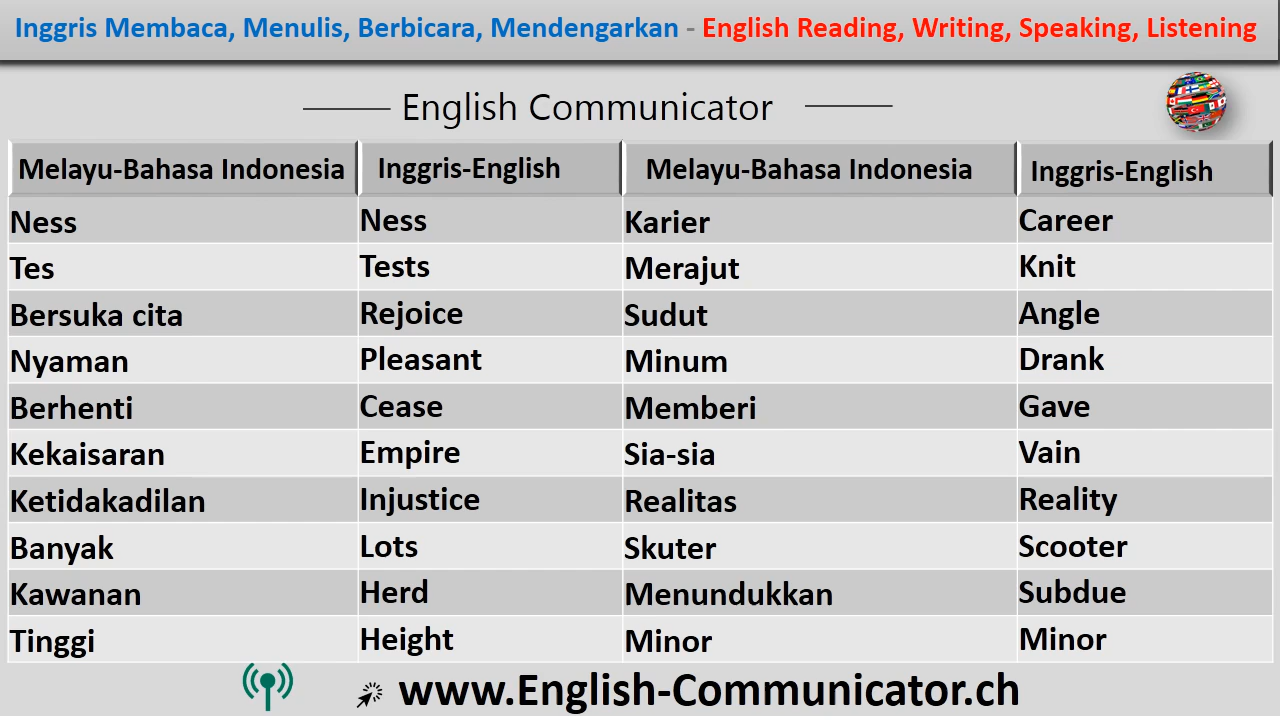 Inggris Membaca, Menulis, Berbicara, Mendengarkan - English Reading, Writing, Speaking, Listening
English Communicator
Melayu-Bahasa Indonesia Inggris-English Melayu-Bahasa Indonesia Inggris-English
Ness Ness Karier Career
Tes Tests Merajut Knit
Bersuka cita Rejoice Sudut Angle
Nyaman Pleasant Minum Drank
Berhenti Cease Memberi Gave
Kekaisaran Empire Sia-sia Vain
Ketidakadilan Injustice Realitas Reality
Banyak Lots Skuter Scooter
Kawanan Herd Menundukkan Subdue
Tinggi Height Minor Minor
www.English-Communicator.ch